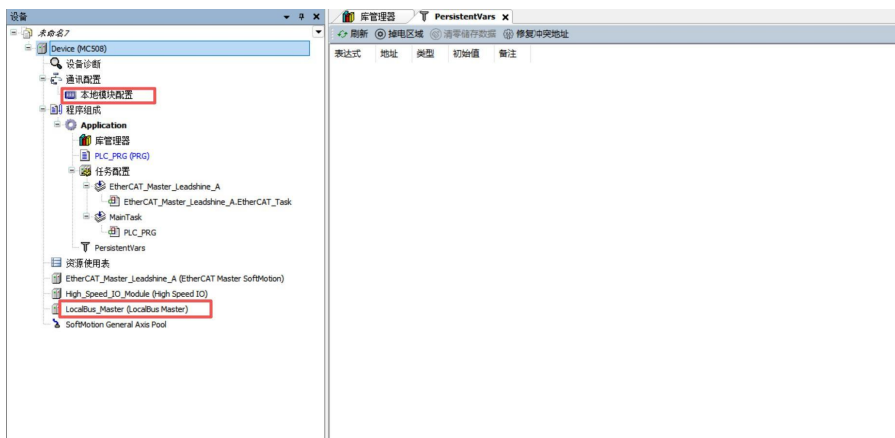 设备
未命名7
Device (MC508)
设备诊断
通讯配置
本地模块配置
程序组成
Application
库管理器
PLC_PRG (PRG)
任务配置
EtherCAT_Master_Leadshine_A
EtherCAT_Master_Leadshine_A.EtherCAT_Task
MainTask
PLC_PRG
PersistentVars
资源使用表
EtherCAT_Master_Leadshine_A (EtherCAT Master SoftMotion)
High_Speed_IO_Module (High Speed IO)
LocalBus_Master (LocalBus Master)
SoftMotion General Axis Pool
库管理器 PersistentVars
刷新 掉电区域 清零储存数据 修复冲突地址
表达式 地址 类型 初始值 备注